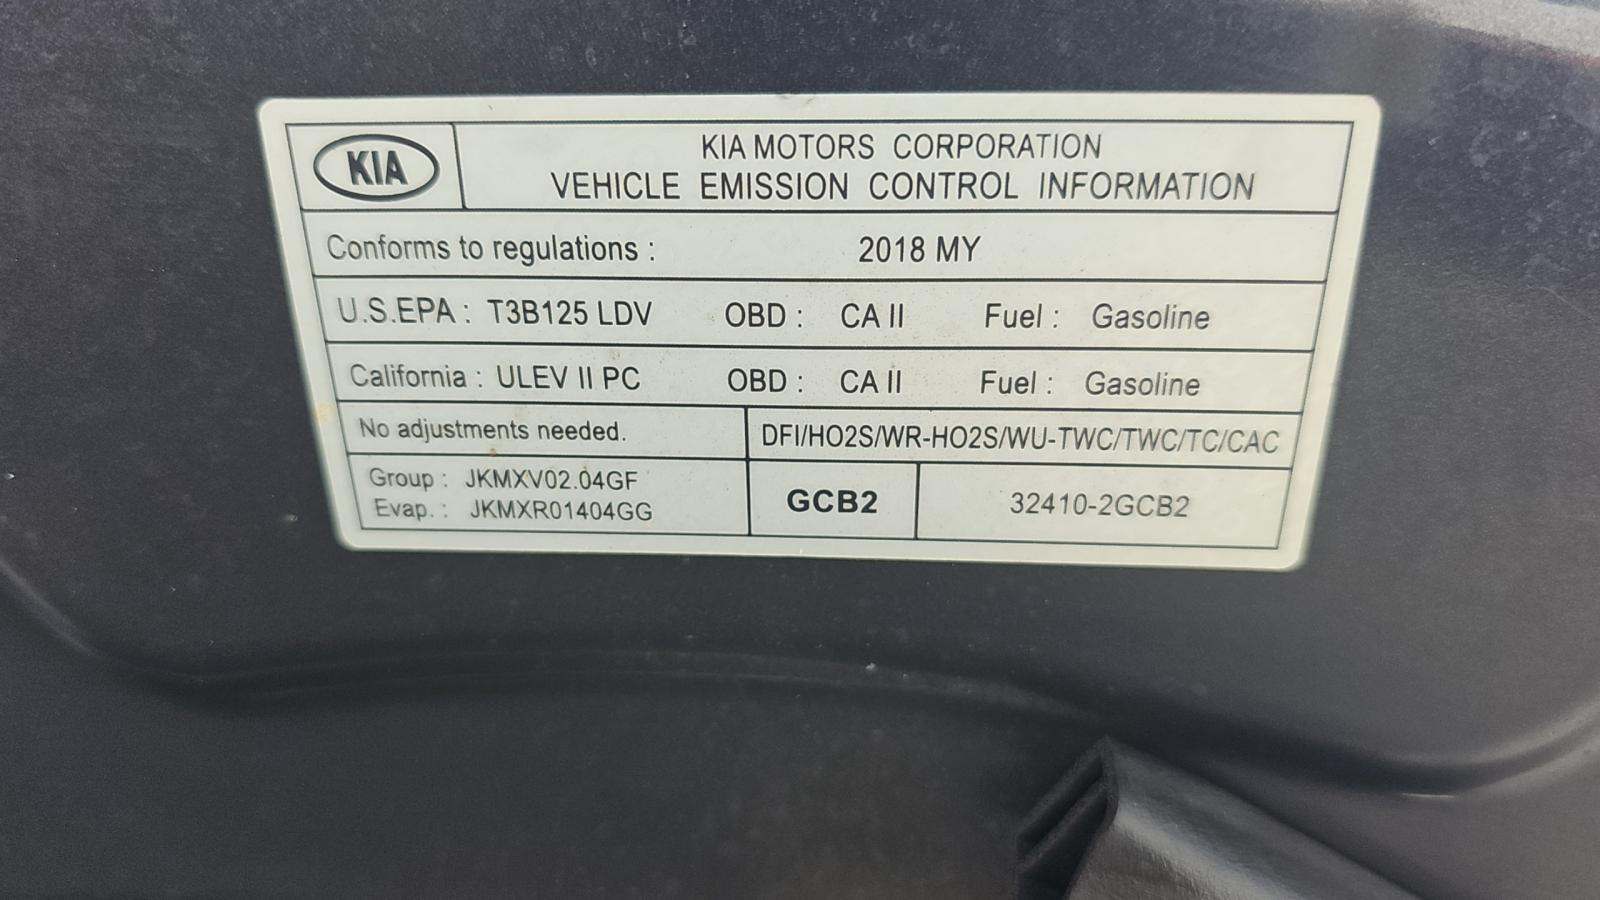 KIA
KIA MOTORS CORPORATION
VEHICLE EMISSION CONTROL INFORMATION
Conforms to regulations : 2018 MY
U.S.EPA : T3B125 LDV OBD : CA II Fuel : Gasoline
California : ULEV II PC OBD : CA II Fuel : Gasoline
No adjustments needed. DFI/HO2S/WR-HO2S/WU-TWC/TWC/TC/CAC
Group : JKMXV02.04GF
Evap. : JKMXR01404GG
GCB2 32410-2GCB2